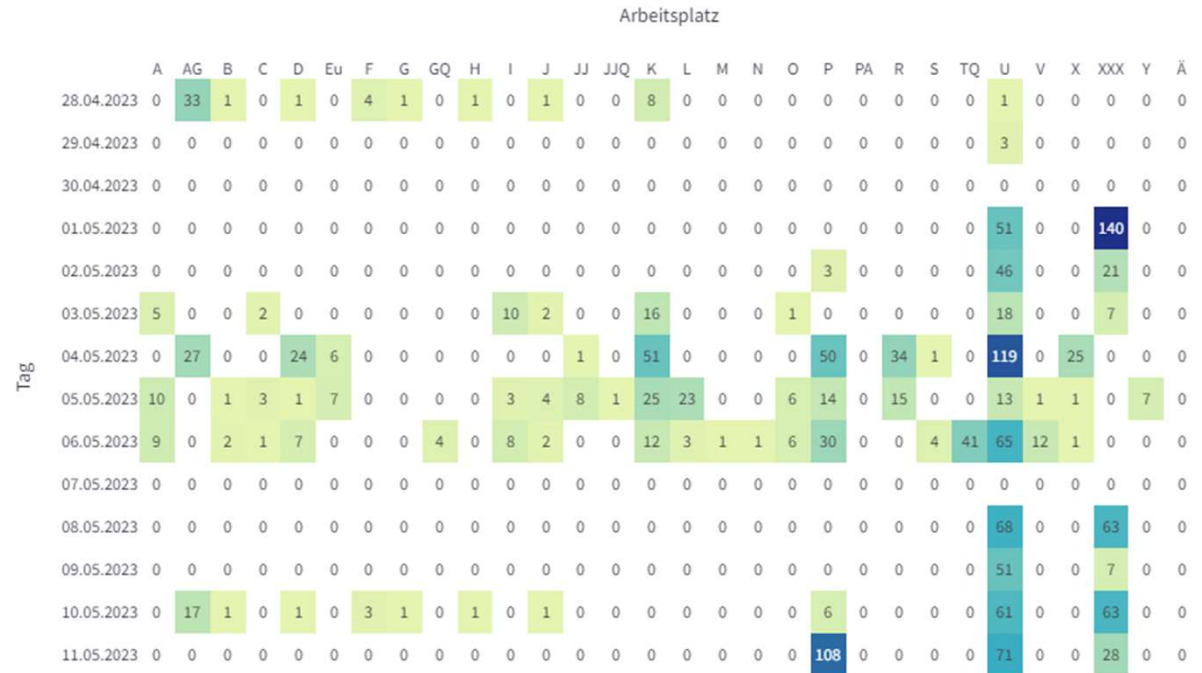 Arbeitsplatz
A AG B C D Eu F G GQ H I J JJ JJQ K L M N O P PA R S TQ U V X XXX Y Ä
28.04.2023 0 33 1 0 1 0 4 1 0 1 0 1 0 0 8 0 0 0 0 0 0 0 0 0 1 0 0 0 0 0
29.04.2023 0 0 0 0 0 0 0 0 0 0 0 0 0 0 0 0 0 0 0 0 0 0 0 0 3 0 0 0 0 0
30.04.2023 0 0 0 0 0 0 0 0 0 0 0 0 0 0 0 0 0 0 0 0 0 0 0 0 0 0 0 0 0 0
01.05.2023 0 0 0 0 0 0 0 0 0 0 0 0 0 0 0 0 0 0 0 0 0 0 0 0 51 0 0 140 0 0
02.05.2023 0 0 0 0 0 0 0 0 0 0 0 0 0 0 0 0 0 0 0 3 0 0 0 0 46 0 0 21 0 0
03.05.2023 5 0 0 2 0 0 0 0 0 0 10 2 0 0 16 0 0 0 1 0 0 0 0 0 18 0 0 7 0 0
Tag
04.05.2023 0 27 0 0 24 6 0 0 0 0 0 0 1 0 51 0 0 0 0 50 0 34 1 0 119 0 25 0 0 0
05.05.2023 10 0 1 3 1 7 0 0 0 0 3 4 8 1 25 23 0 0 6 14 0 15 0 0 13 1 1 0 7 0
06.05.2023 9 0 2 1 7 0 0 0 4 0 8 2 0 0 12 3 1 1 6 30 0 0 4 41 65 12 1 0 0 0
07.05.2023 0 0 0 0 0 0 0 0 0 0 0 0 0 0 0 0 0 0 0 0 0 0 0 0 0 0 0 0 0 0
08.05.2023 0 0 0 0 0 0 0 0 0 0 0 0 0 0 0 0 0 0 0 0 0 0 0 0 68 0 0 63 0 0
09.05.2023 0 0 0 0 0 0 0 0 0 0 0 0 0 0 0 0 0 0 0 0 0 0 0 0 51 0 0 7 0 0
10.05.2023 0 17 1 0 1 0 3 1 0 1 0 1 0 0 0 0 0 0 0 6 0 0 0 0 61 0 0 63 0 0
11.05.2023 0 0 0 0 0 0 0 0 0 0 0 0 0 0 0 0 0 0 0 108 0 0 0 0 71 0 0 28 0 0